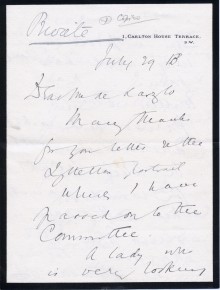 Private
1, CARLTON HOUSE TERRACE,
S.W.
July 29 18
Dear Mr de Laszlo
Many thanks
for your letter & the
Lyttelton portrait
which I have
passed on to the
Committee.
A lady who
is very looking